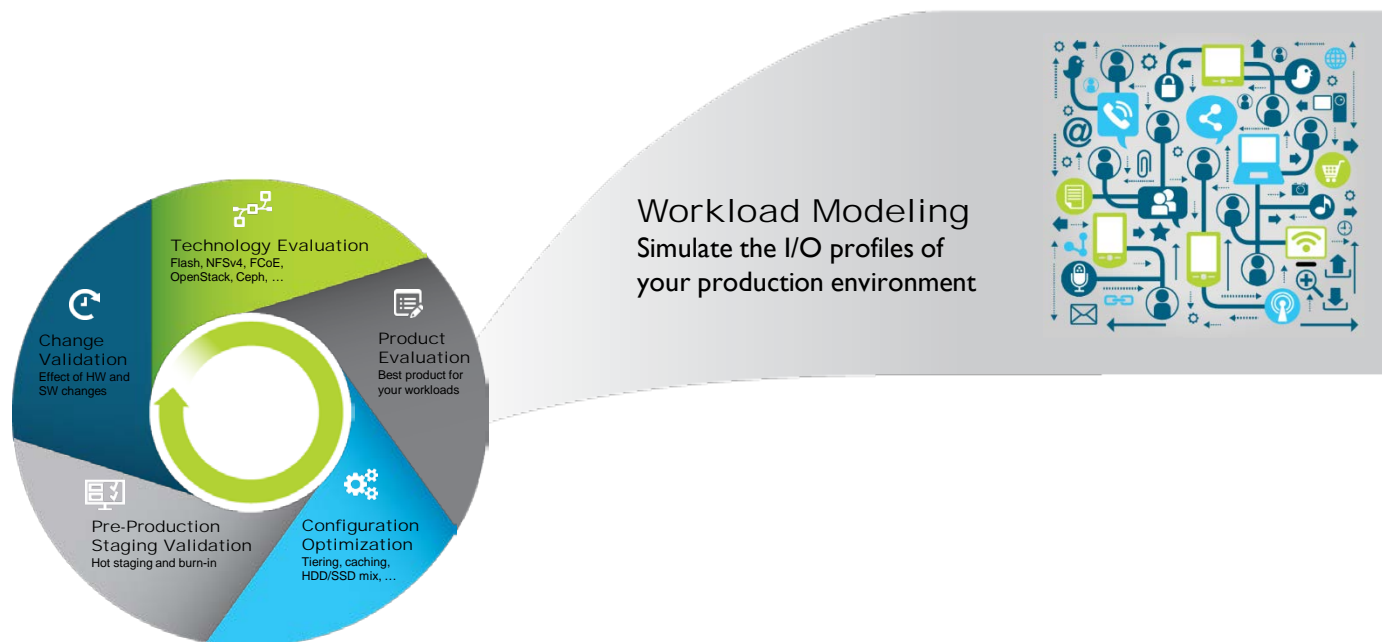 Workload Modeling
Simulate the I/O profiles of
your production environment
Technology Evaluation
Flash, NFSv4, FCoE,
OpenStack, Ceph, …
Product
Evaluation
Best product for
your workloads
Configuration
Optimization
Tiering, caching,
HDD/SSD mix, …
Pre-Production
Staging Validation
Hot staging and burn-in
Change
Validation
Effect of HW and
SW changes
@